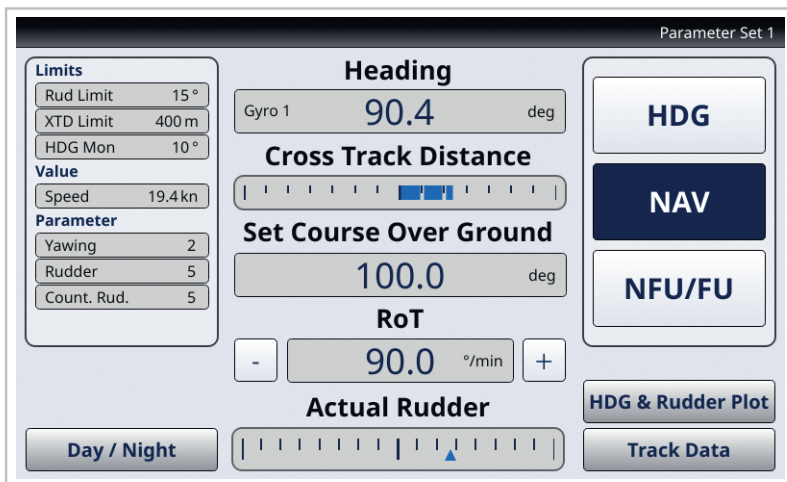 Parameter Set 1
Limits
Rud Limit 15°
XTD Limit 400 m
HDG Mon 10°
Value
Speed 19.4 kn
Parameter
Yawing 2
Rudder 5
Count. Rud. 5
Day / Night
Heading
Gyro 1 90.4 deg
Cross Track Distance
Set Course Over Ground
100.0 deg
RoT
- 90.0 °/min +
Actual Rudder
HDG
NAV
NFU/FU
HDG & Rudder Plot
Track Data